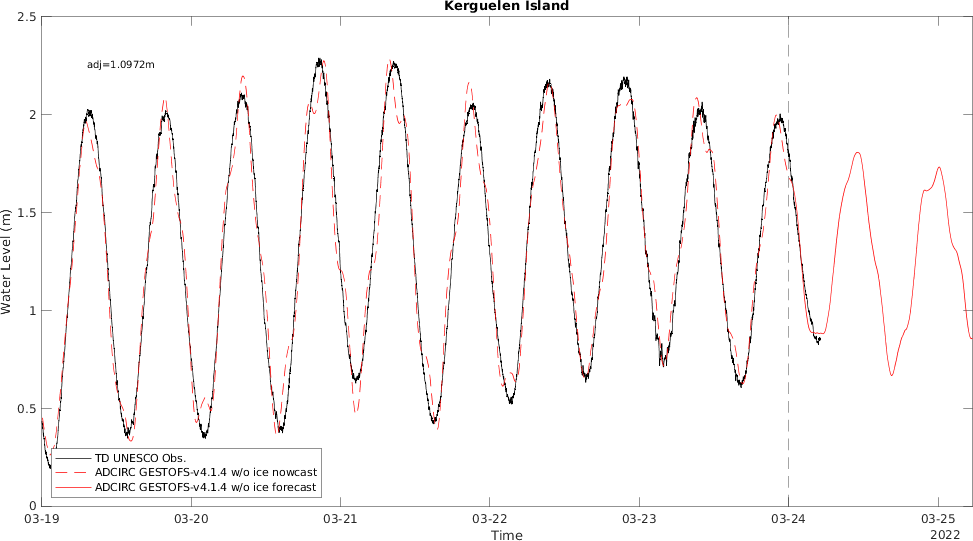 Kerguelen Island
2.5
adj=1.0972m
2
1.5
Water Level (m)
1
0.5
TD UNESCO Obs.
ADCIRC GESTOFS-v4.1.4 w/o ice nowcast
ADCIRC GESTOFS-v4.1.4 w/o ice forecast
0
03-19 03-20 03-21 03-22 03-23 03-24 03-25
Time 2022